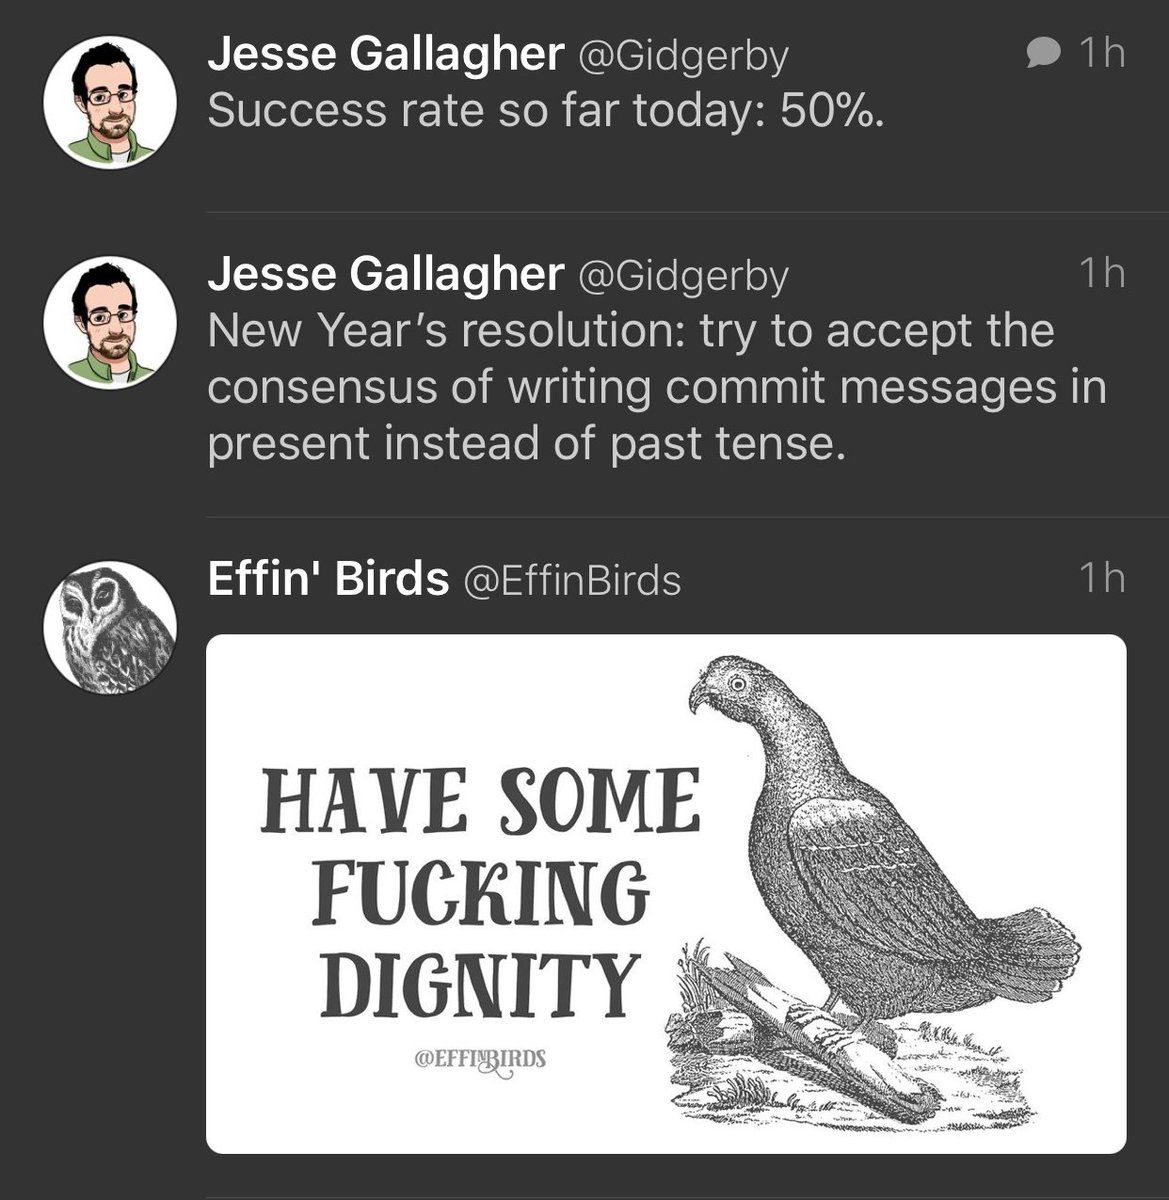 Jesse Gallagher @Gidgerby 1h
Success rate so far today: 50%.
Jesse Gallagher @Gidgerby 1h
New Year’s resolution: try to accept the
consensus of writing commit messages in
present instead of past tense.
Effin' Birds @EffinBirds 1h
HAVE SOME
FUCKING
DIGNITY
@EFFINBIRDS